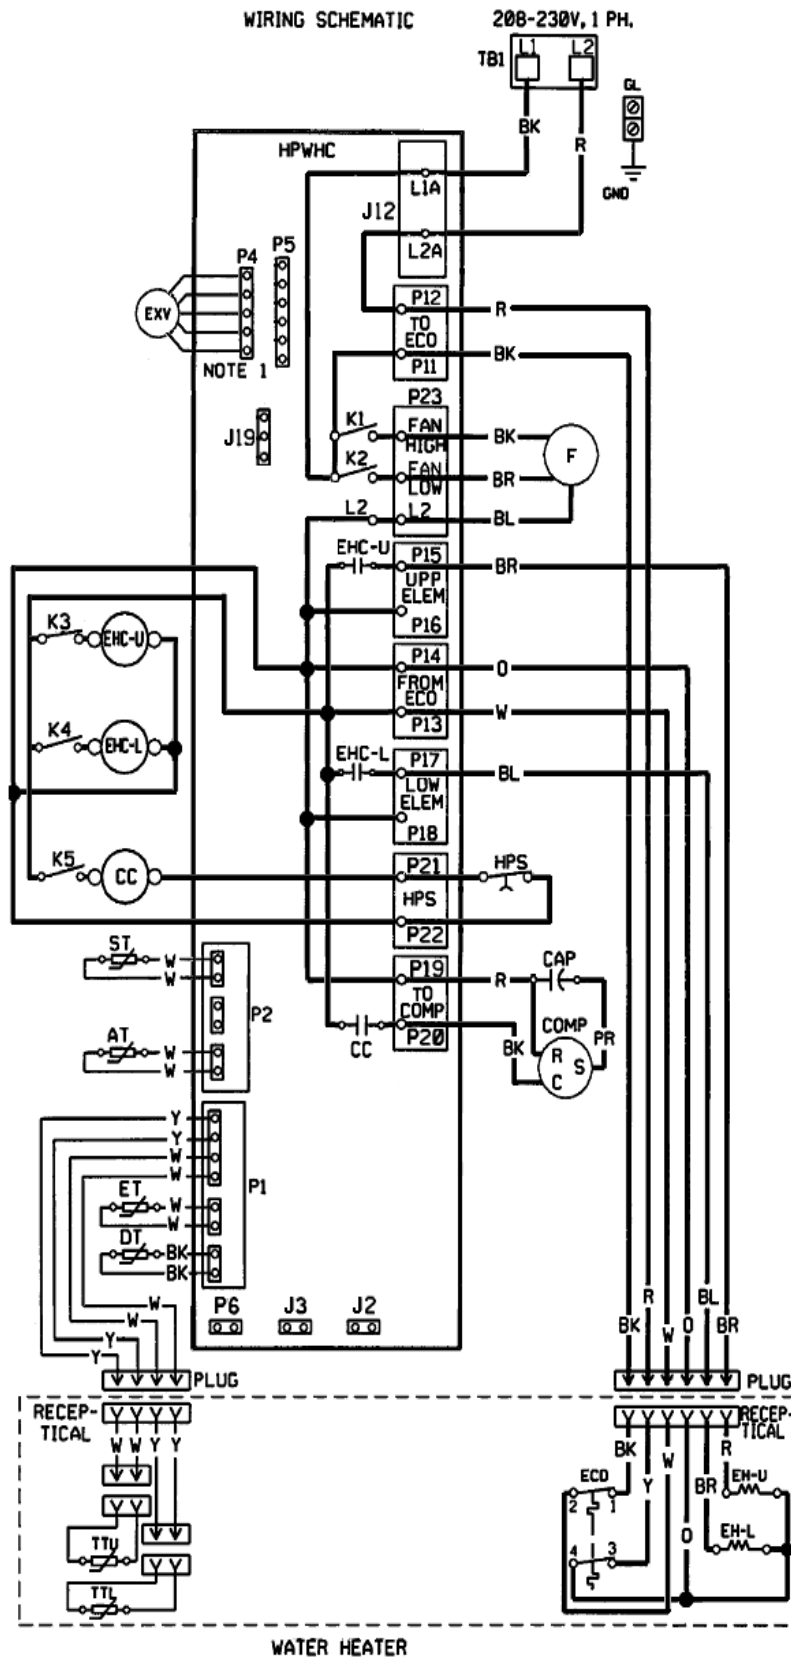 WIRING SCHEMATIC
208-230V, 1 PH.
TB1
L1
L2
GL
BK
R
GND
HPWHC
J12
L1A
L2A
P4
P5
EXV
NOTE 1
P12
TO
ECO
P11
R
BK
P23
J19
K1
FAN
HIGH
BK
K2
FAN
LOW
BR
F
L2
L2
BL
EHC-U
P15
UPP
ELEM
P16
BR
K3
EHC-U
P14
FROM
ECO
P13
O
W
K4
EHC-L
EHC-L
P17
LOW
ELEM
P18
BL
K5
CC
P21
HPS
P22
HPS
ST
W
W
P2
P19
TO
COMP
P20
R
CAP
AT
W
W
CC
BK
COMP
R
S
C
PR
Y
Y
W
W
P1
ET
W
W
DT
BK
BK
P6
J3
J2
W
W
Y
Y
BK
R
W
O
BL
BR
PLUG
PLUG
RECEP-
TICAL
RECEP-
TICAL
W
W
Y
Y
BK
Y
W
O
BR
R
ECO
2
1
4
3
EH-U
EH-L
TTU
TTL
WATER HEATER